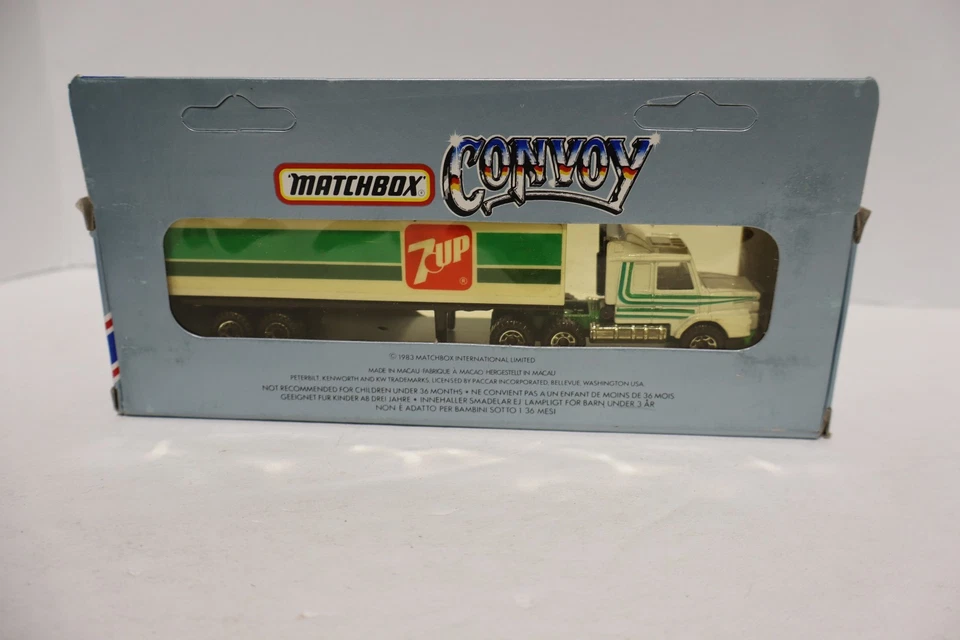 "MATCHBOX"®
CONVOY
7UP®
© 1983 MATCHBOX INTERNATIONAL LIMITED
MADE IN MACAU FABRIQUÉ A MACAO HERGESTELLT IN MACAU
PETERBILT, KENWORTH AND KW TRADEMARKS, LICENSED BY PACCAR INCORPORATED, BELLEVUE, WASHINGTON USA.
NOT RECOMMENDED FOR CHILDREN UNDER 36 MONTHS • NE CONVIENT PAS A UN ENFANT DE MOINS DE 36 MOIS
GEEIGNET FÜR KINDER AB DREI JAHRE • INNEHALLER SMADELAR EJ LAMPLIGT FÖR BARN UNDER 3 ÅR
NON È ADATTO PER BAMBINI SOTTO I 36 MESI